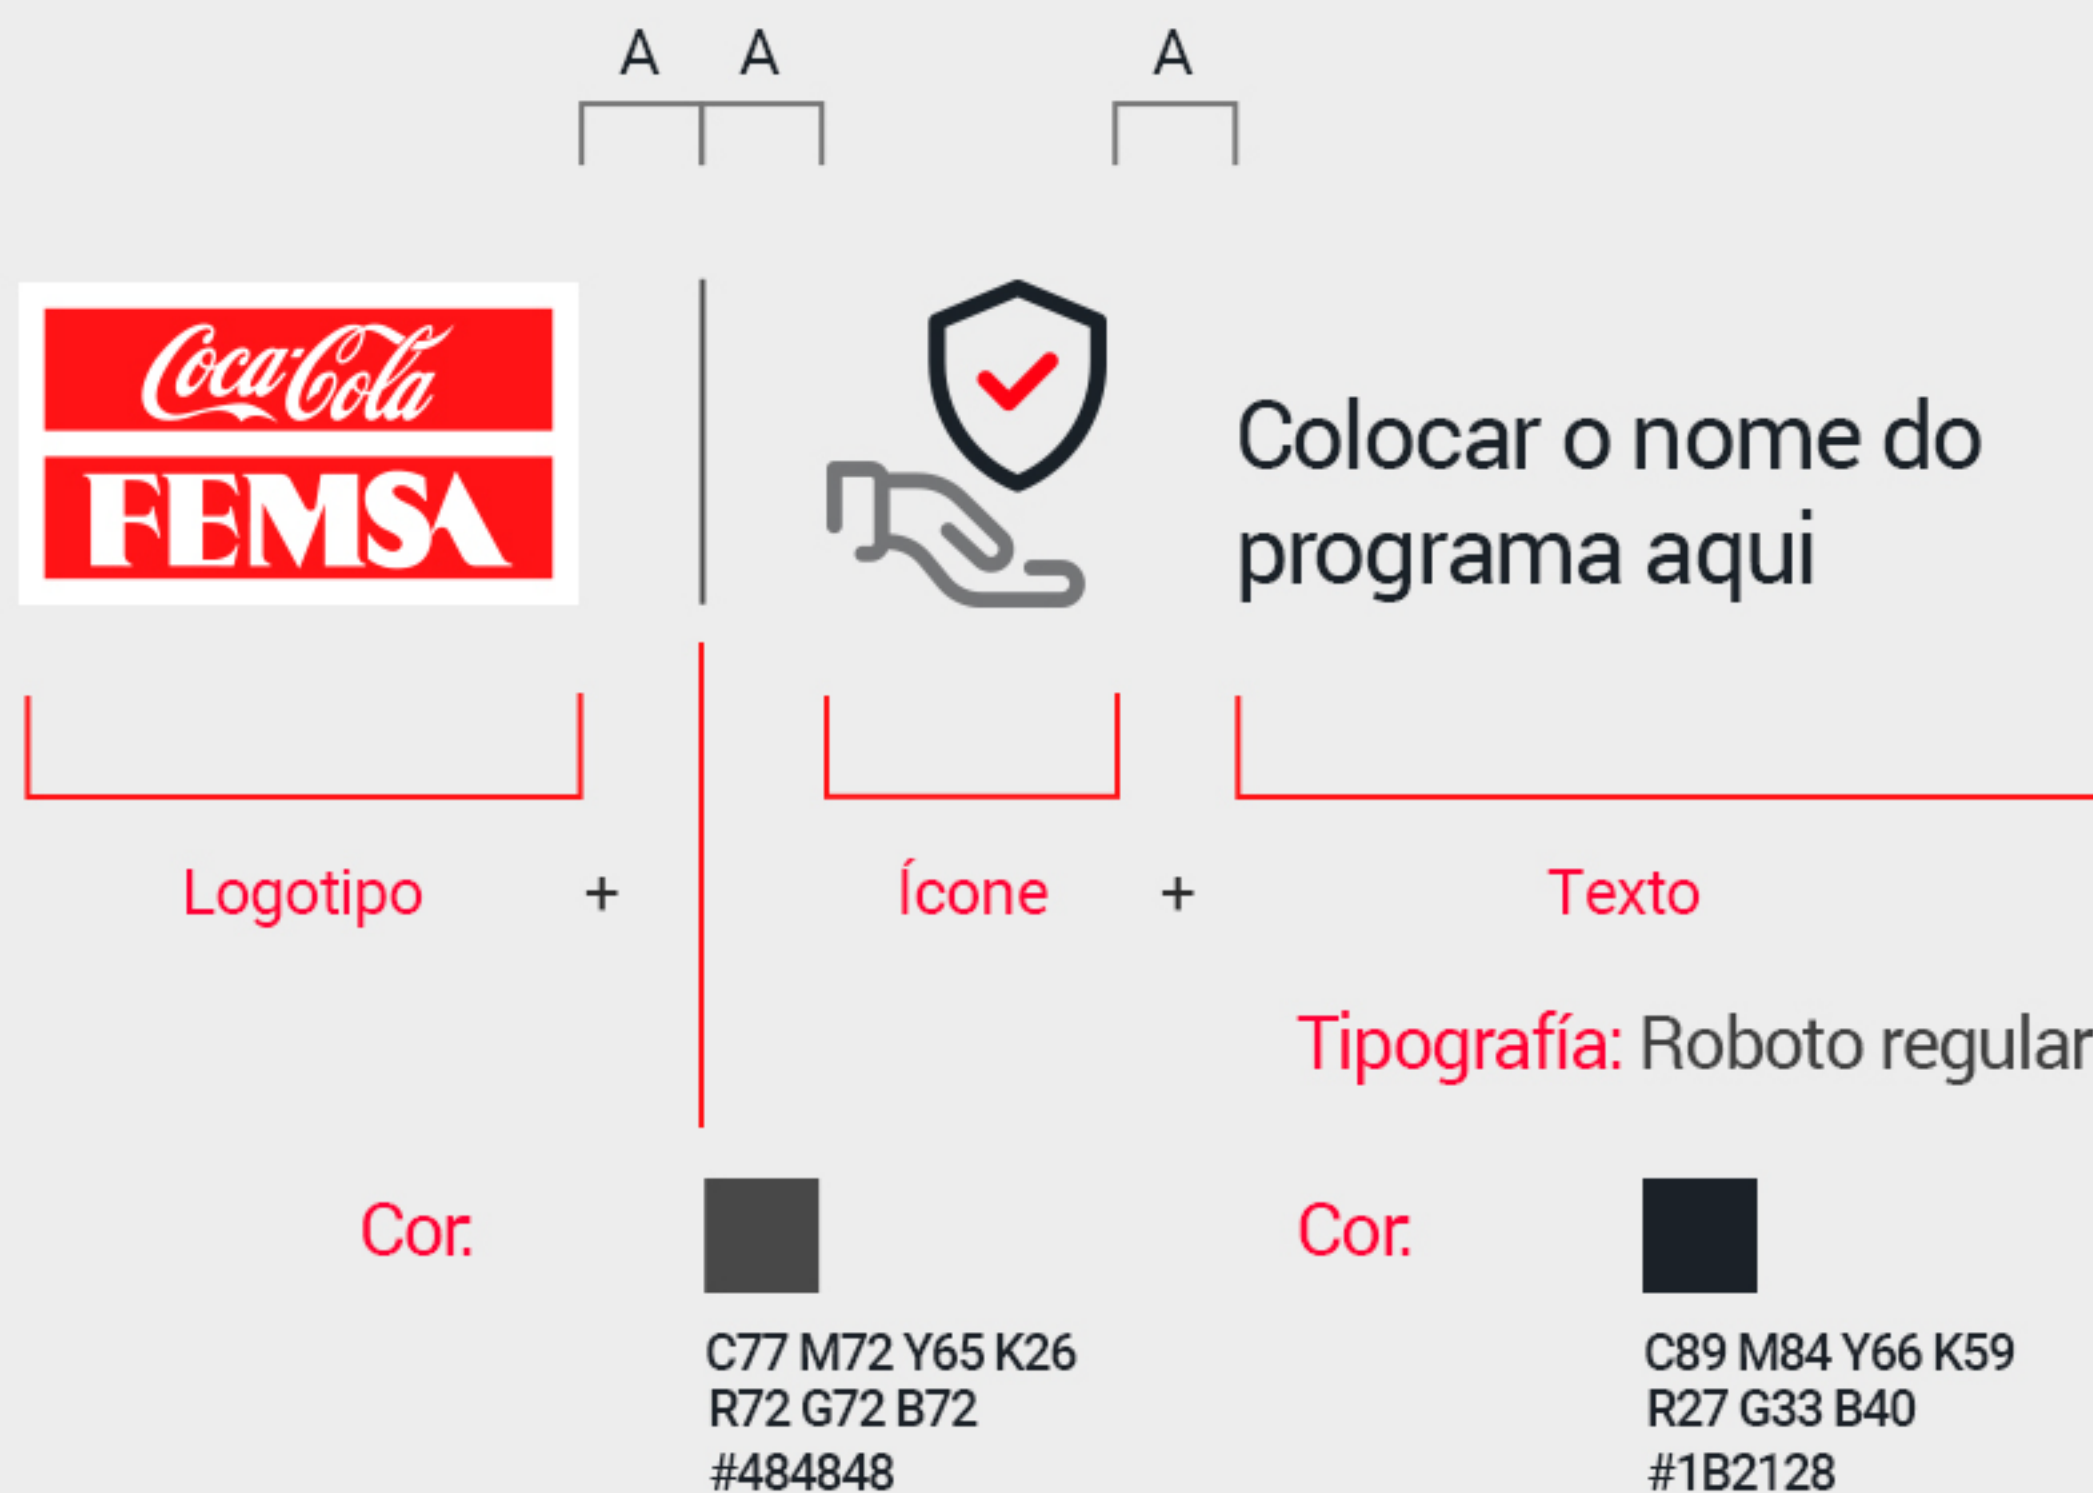 A A A
Coca-Cola
FEMSA
Colocar o nome do
programa aqui
Logotipo + Ícone + Texto
Tipografía: Roboto regular
Cor: Cor:
C77 M72 Y65 K26
R72 G72 B72
#484848
C89 M84 Y66 K59
R27 G33 B40
#1B2128